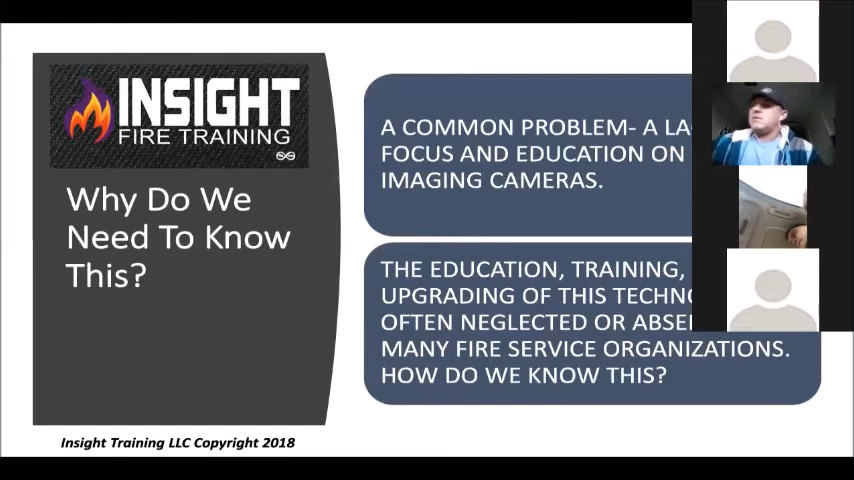 INSIGHT
FIRE TRAINING
Why Do We
Need To Know
This?
A COMMON PROBLEM- A
FOCUS AND EDUCATION ON
IMAGING CAMERAS.
THE EDUCATION, TRAINING,
UPGRADING OF THIS
OFTEN NEGLECTED OR
MANY FIRE SERVICE ORGANIZATIONS.
HOW DO WE KNOW THIS?
Insight Training LLC Copyright 2018